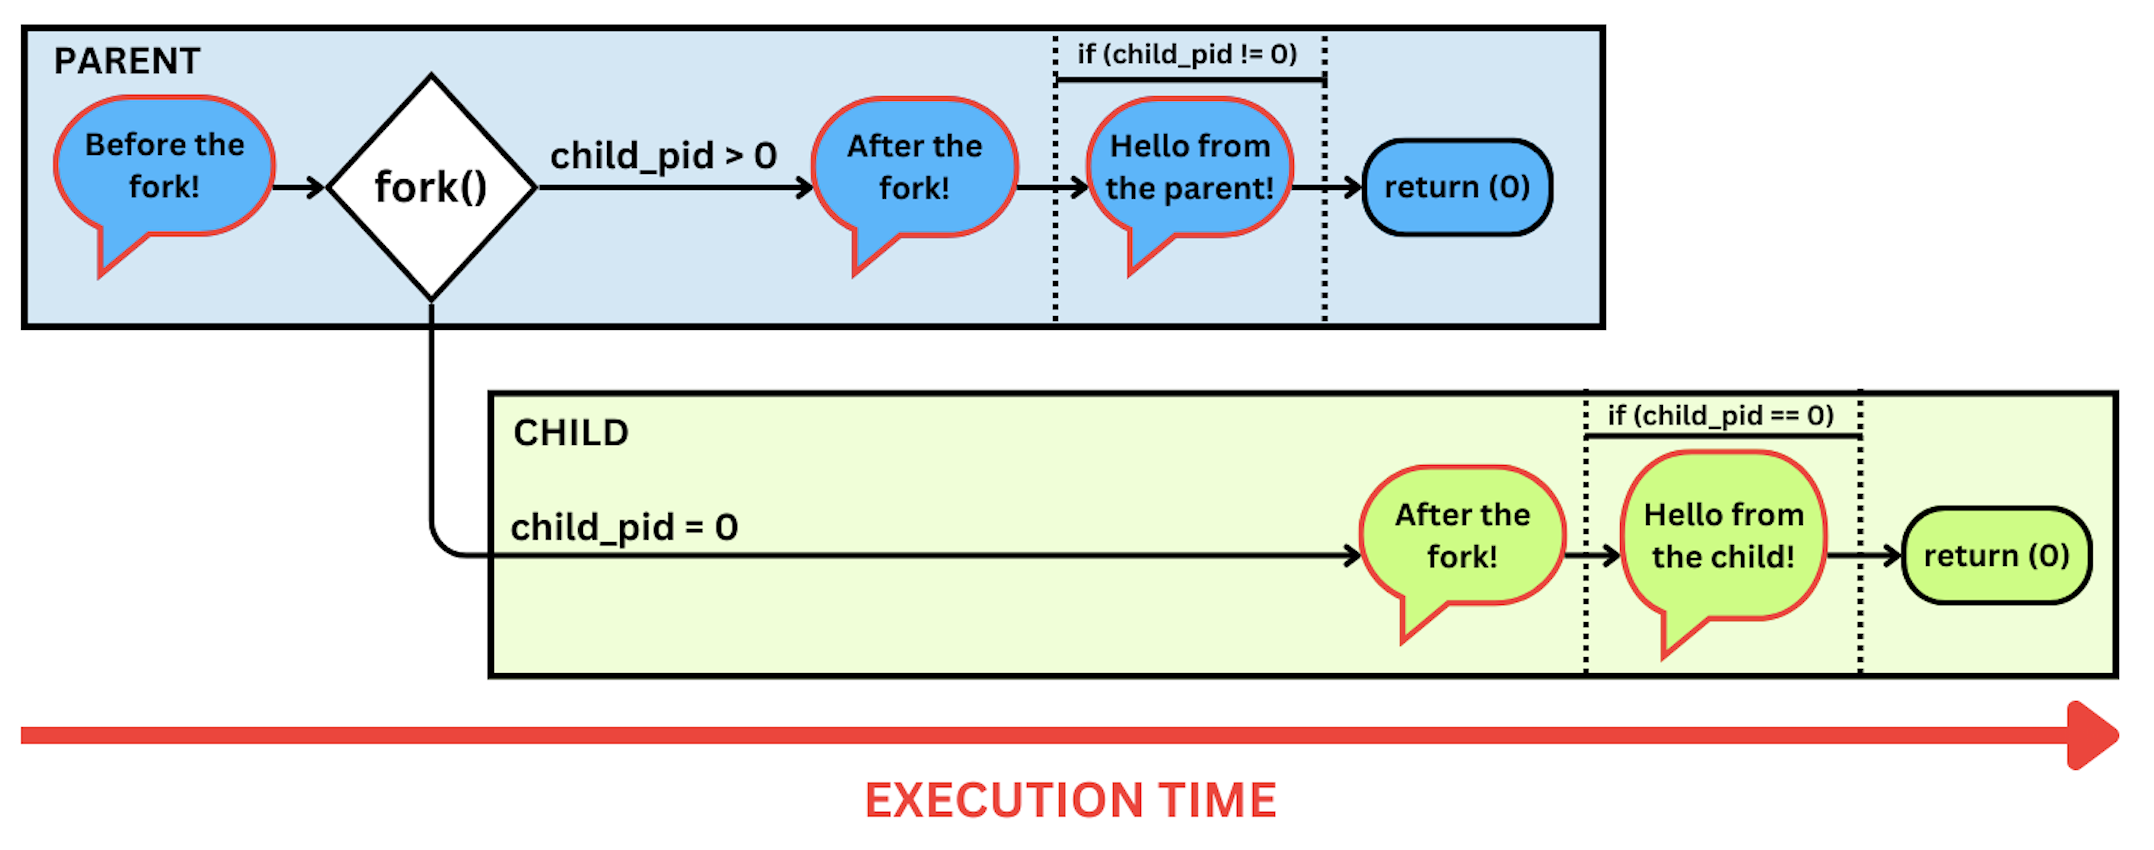 PARENT
if (child_pid != 0)
Before the
fork!
fork()
child_pid > 0
After the
fork!
Hello from
the parent!
return (0)
CHILD
if (child_pid == 0)
child_pid = 0
After the
fork!
Hello from
the child!
return (0)
EXECUTION TIME